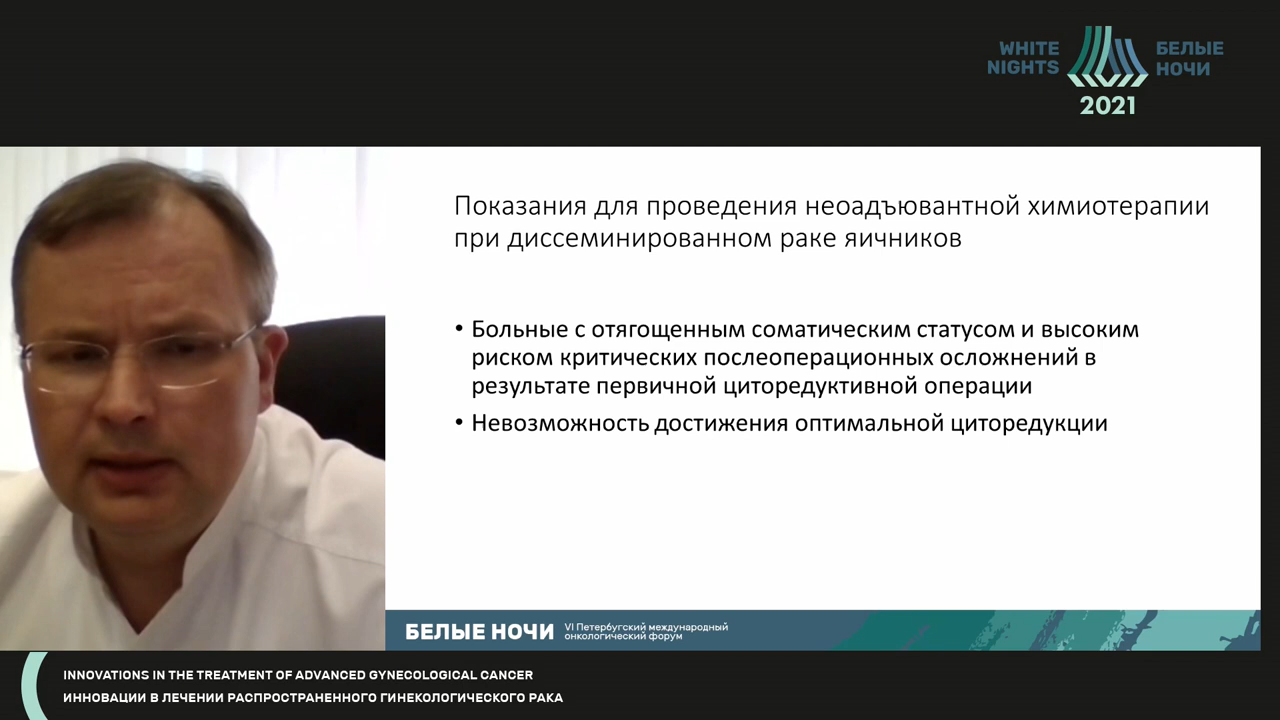 WHITE
NIGHTS
БЕЛЫЕ
НОЧИ
2021
Показания для проведения неоадъювантной химиотерапии
при диссеминированном раке яичников
• Больные с отягощенным соматическим статусом и высоким
риском критических послеоперационных осложнений в
результате первичной циторедуктивной операции
• Невозможность достижения оптимальной циторедукции
БЕЛЫЕ НОЧИ
VI Петербугский международный
онкологический форум
INNOVATIONS IN THE TREATMENT OF ADVANCED GYNECOLOGICAL CANCER
ИННОВАЦИИ В ЛЕЧЕНИИ РАСПРОСТРАНЕННОГО ГИНЕКОЛОГИЧЕСКОГО РАКА